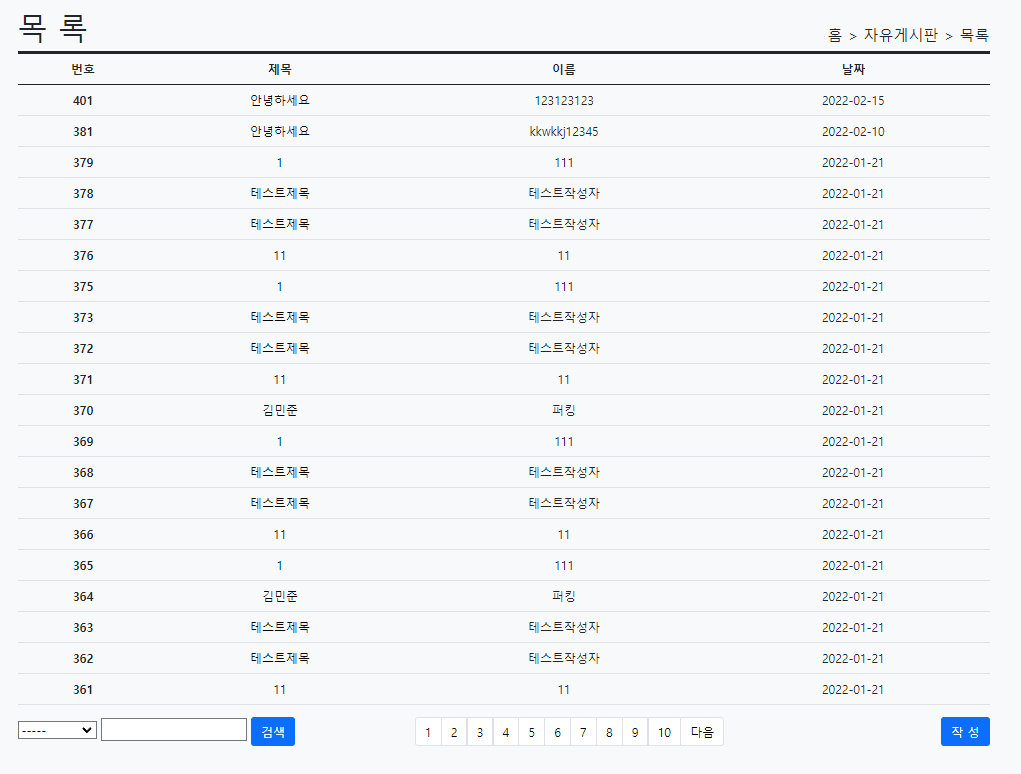 목 록
홈 > 자유게시판 > 목록
번호 제목 이름 날짜
401 안녕하세요 123123123 2022-02-15
381 안녕하세요 kkwkkj12345 2022-02-10
379 1 111 2022-01-21
378 테스트제목 테스트작성자 2022-01-21
377 테스트제목 테스트작성자 2022-01-21
376 11 11 2022-01-21
375 1 111 2022-01-21
373 테스트제목 테스트작성자 2022-01-21
372 테스트제목 테스트작성자 2022-01-21
371 11 11 2022-01-21
370 김민준 퍼킹 2022-01-21
369 1 111 2022-01-21
368 테스트제목 테스트작성자 2022-01-21
367 테스트제목 테스트작성자 2022-01-21
366 11 11 2022-01-21
365 1 111 2022-01-21
364 김민준 퍼킹 2022-01-21
363 테스트제목 테스트작성자 2022-01-21
362 테스트제목 테스트작성자 2022-01-21
361 11 11 2022-01-21
----- 검색 1 2 3 4 5 6 7 8 9 10 다음 작 성